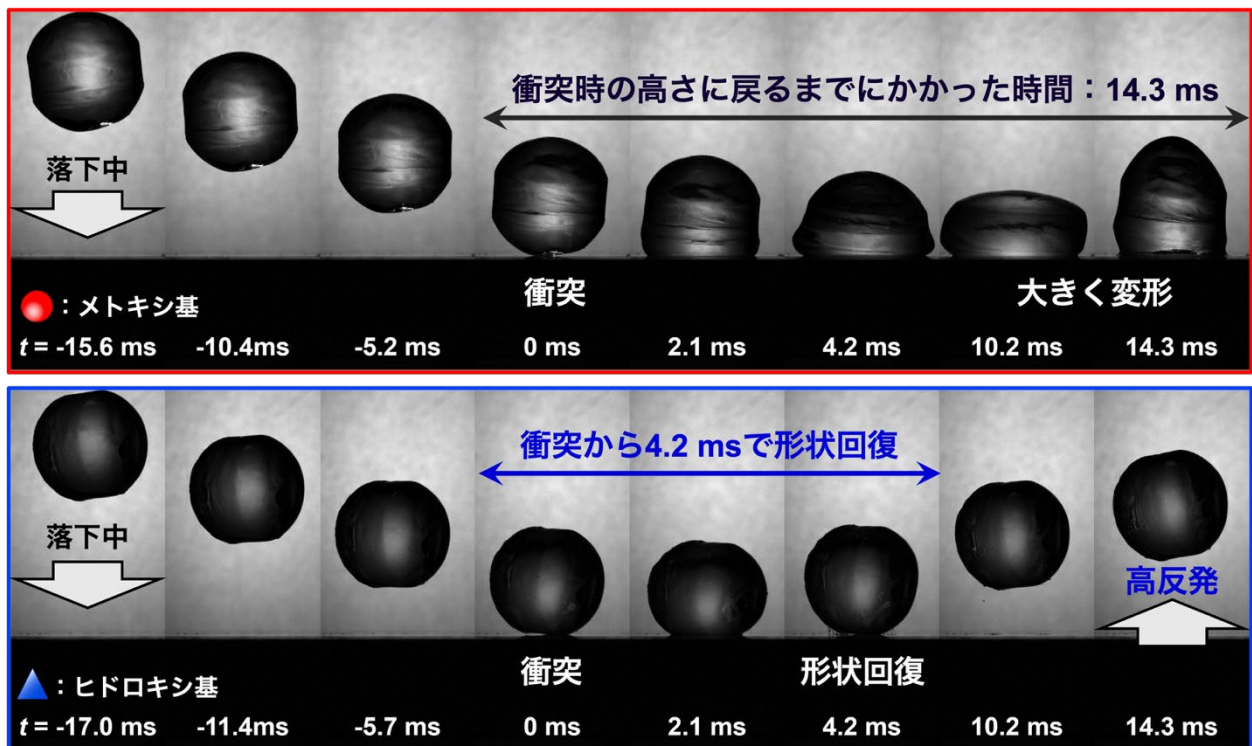 衝突時の高さに戻るまでにかかった時間：14.3 ms
落下中
衝突
大きく変形
：メトキシ基
t = -15.6 ms -10.4ms -5.2 ms 0 ms 2.1 ms 4.2 ms 10.2 ms 14.3 ms
衝突から4.2 msで形状回復
落下中
高反発
衝突
形状回復
：ヒドロキシ基
t = -17.0 ms -11.4ms -5.7 ms 0 ms 2.1 ms 4.2 ms 10.2 ms 14.3 ms